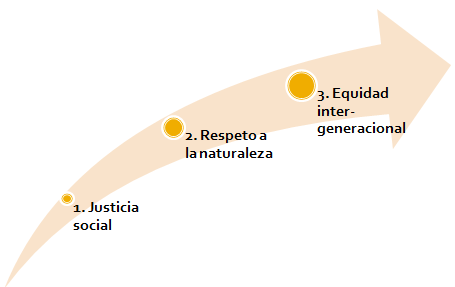 1. Justicia
social
2. Respeto a
la naturaleza
3. Equidad
inter-
generacional